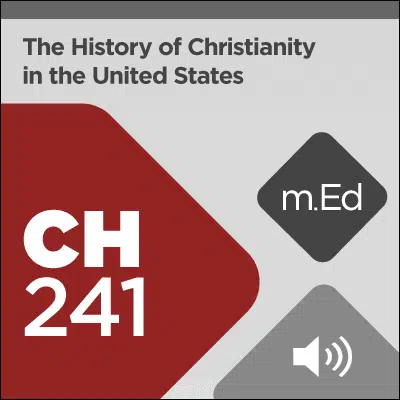 The History of Christianity
in the United States
m.Ed
CH
241